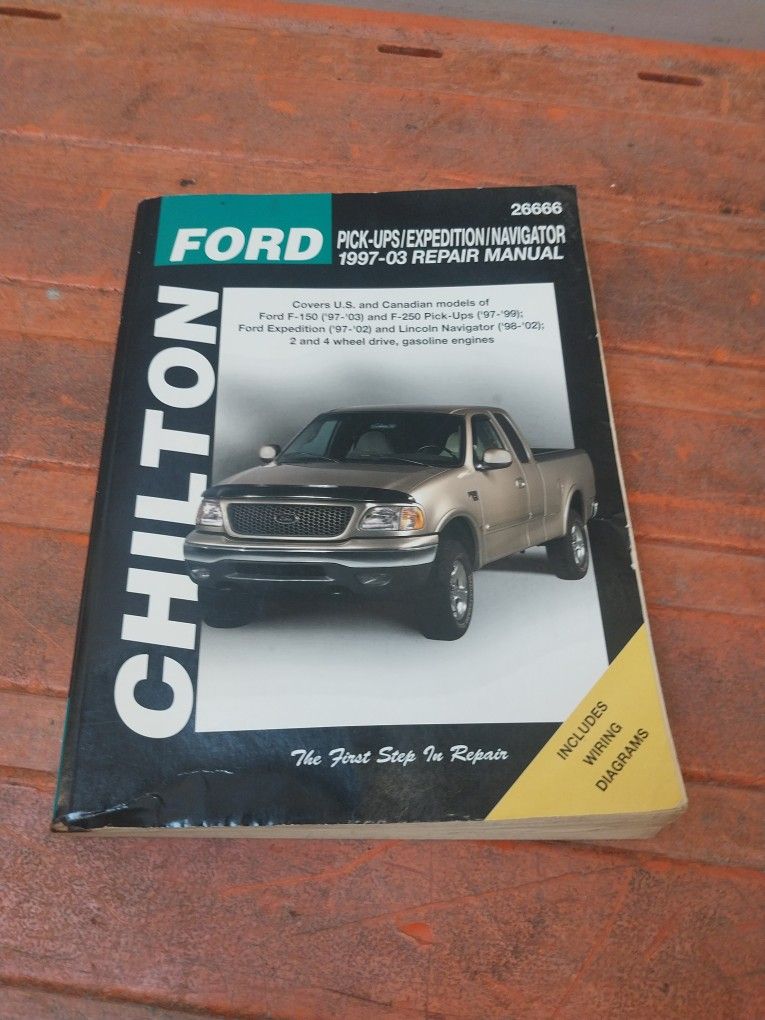 26666
FORD
PICK-UPS/EXPEDITION/NAVIGATOR
1997-03 REPAIR MANUAL
CHILTON
Covers U.S. and Canadian models of
Ford F-150 ('97-'03) and F-250 Pick-Ups ('97-'99);
Ford Expedition ('97-'02) and Lincoln Navigator ('98-'02);
2 and 4 wheel drive, gasoline engines
The First Step In Repair
INCLUDES
WIRING
DIAGRAMS